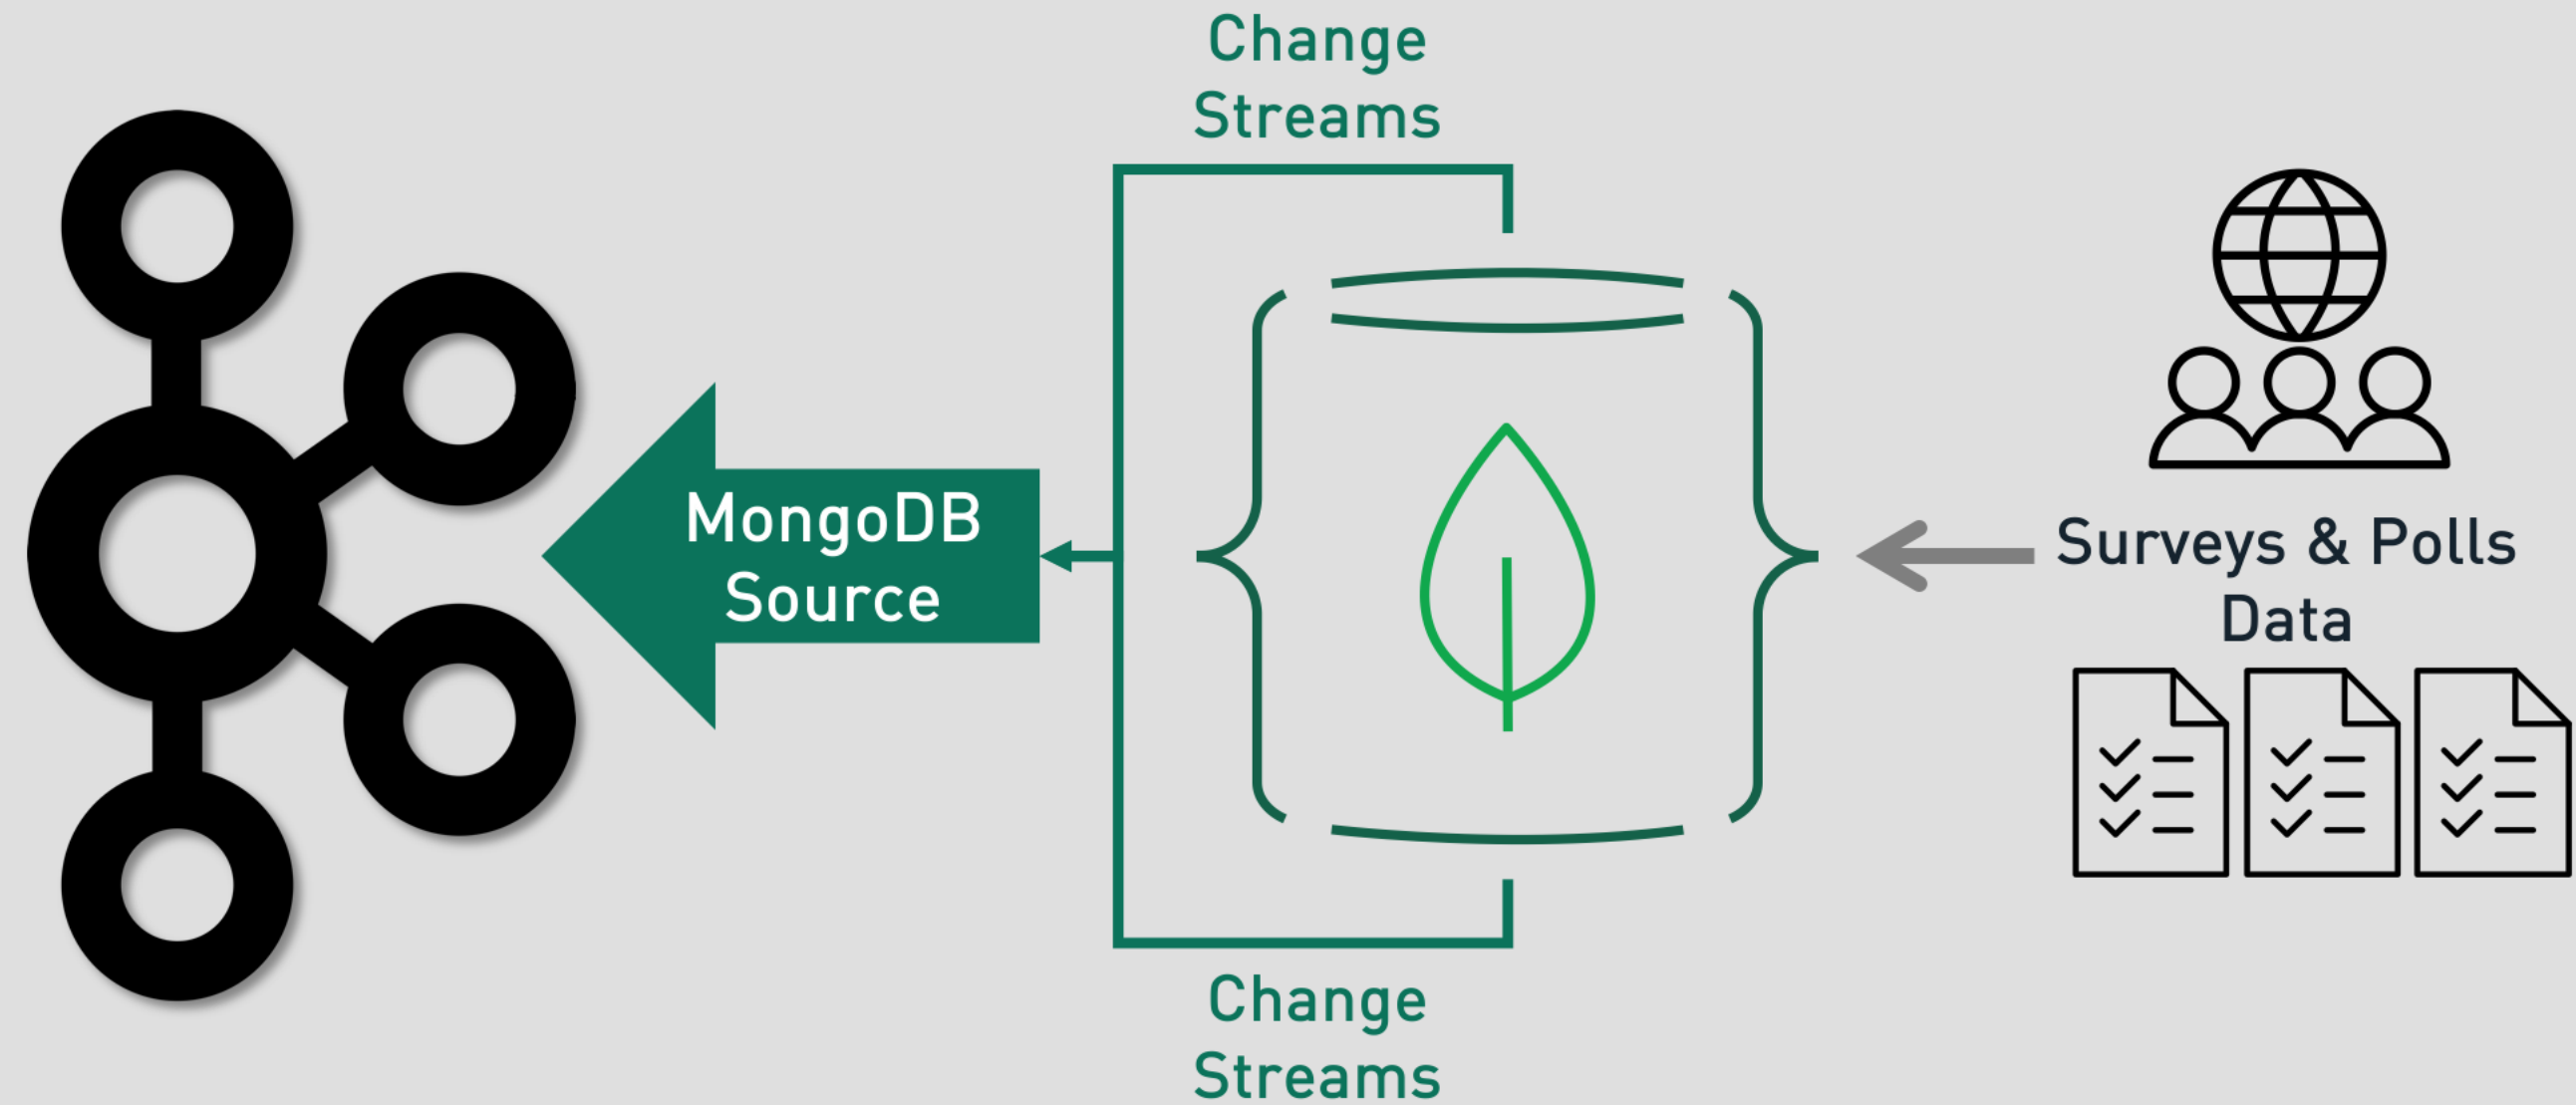 Change
Streams
MongoDB
Source
Surveys & Polls
Data
Change
Streams